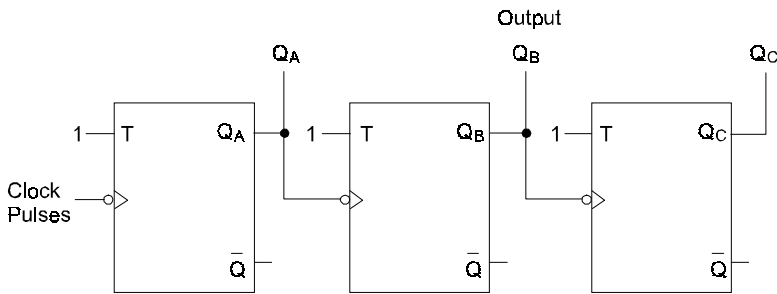 Output
QA QB QC
1 T QA 1 T QB 1 T QC
Clock
Pulses
Q̅ Q̅ Q̅